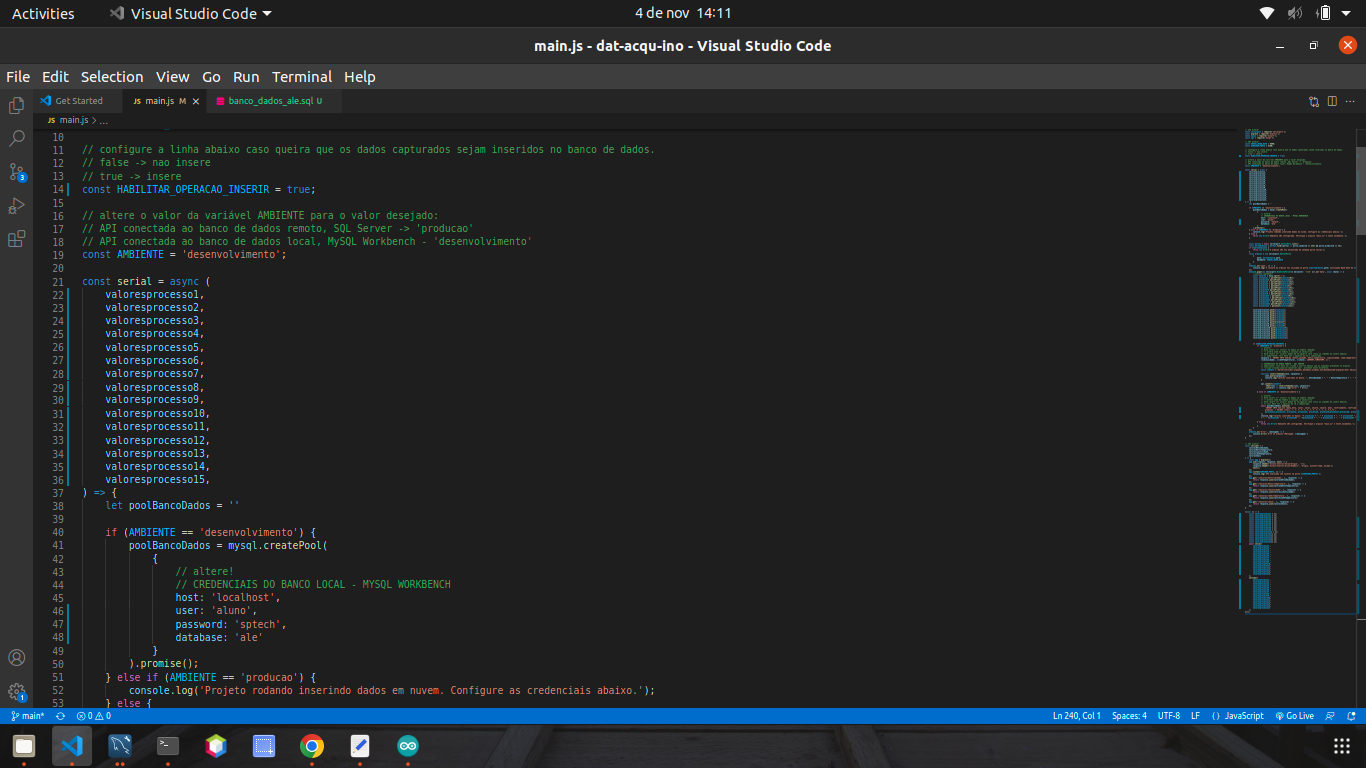 Activities
Visual Studio Code
4 de nov 14:11
main.js - dat-acqu-ino - Visual Studio Code
File Edit Selection View Go Run Terminal Help
Get Started
JS main.js M
banco_dados_ale.sql U
JS main.js > ...
10
11 // configure a linha abaixo caso queira que os dados capturados sejam inseridos no banco de dados.
12 // false -> nao insere
13 // true -> insere
14 const HABILITAR_OPERACAO_INSERIR = true;
15
16 // altere o valor da variável AMBIENTE para o valor desejado:
17 // API conectada ao banco de dados remoto, SQL Server -> 'producao'
18 // API conectada ao banco de dados local, MySQL Workbench - 'desenvolvimento'
19 const AMBIENTE = 'desenvolvimento';
20
21 const serial = async (
22 valoresprocesso1,
23 valoresprocesso2,
24 valoresprocesso3,
25 valoresprocesso4,
26 valoresprocesso5,
27 valoresprocesso6,
28 valoresprocesso7,
29 valoresprocesso8,
30 valoresprocesso9,
31 valoresprocesso10,
32 valoresprocesso11,
33 valoresprocesso12,
34 valoresprocesso13,
35 valoresprocesso14,
36 valoresprocesso15,
37 ) => {
38 let poolBancoDados = ''
39
40 if (AMBIENTE == 'desenvolvimento') {
41 poolBancoDados = mysql.createPool(
42 {
43 // altere!
44 // CREDENCIAIS DO BANCO LOCAL - MYSQL WORKBENCH
45 host: 'localhost',
46 user: 'aluno',
47 password: 'sptech',
48 database: 'ale'
49 }
50 ).promise();
51 } else if (AMBIENTE == 'producao') {
52 console.log('Projeto rodando inserindo dados em nuvem. Configure as credenciais abaixo.');
53 } else {
3
1
main* 0 0
Ln 240, Col 1 Spaces: 4 UTF-8 LF {} JavaScript Go Live